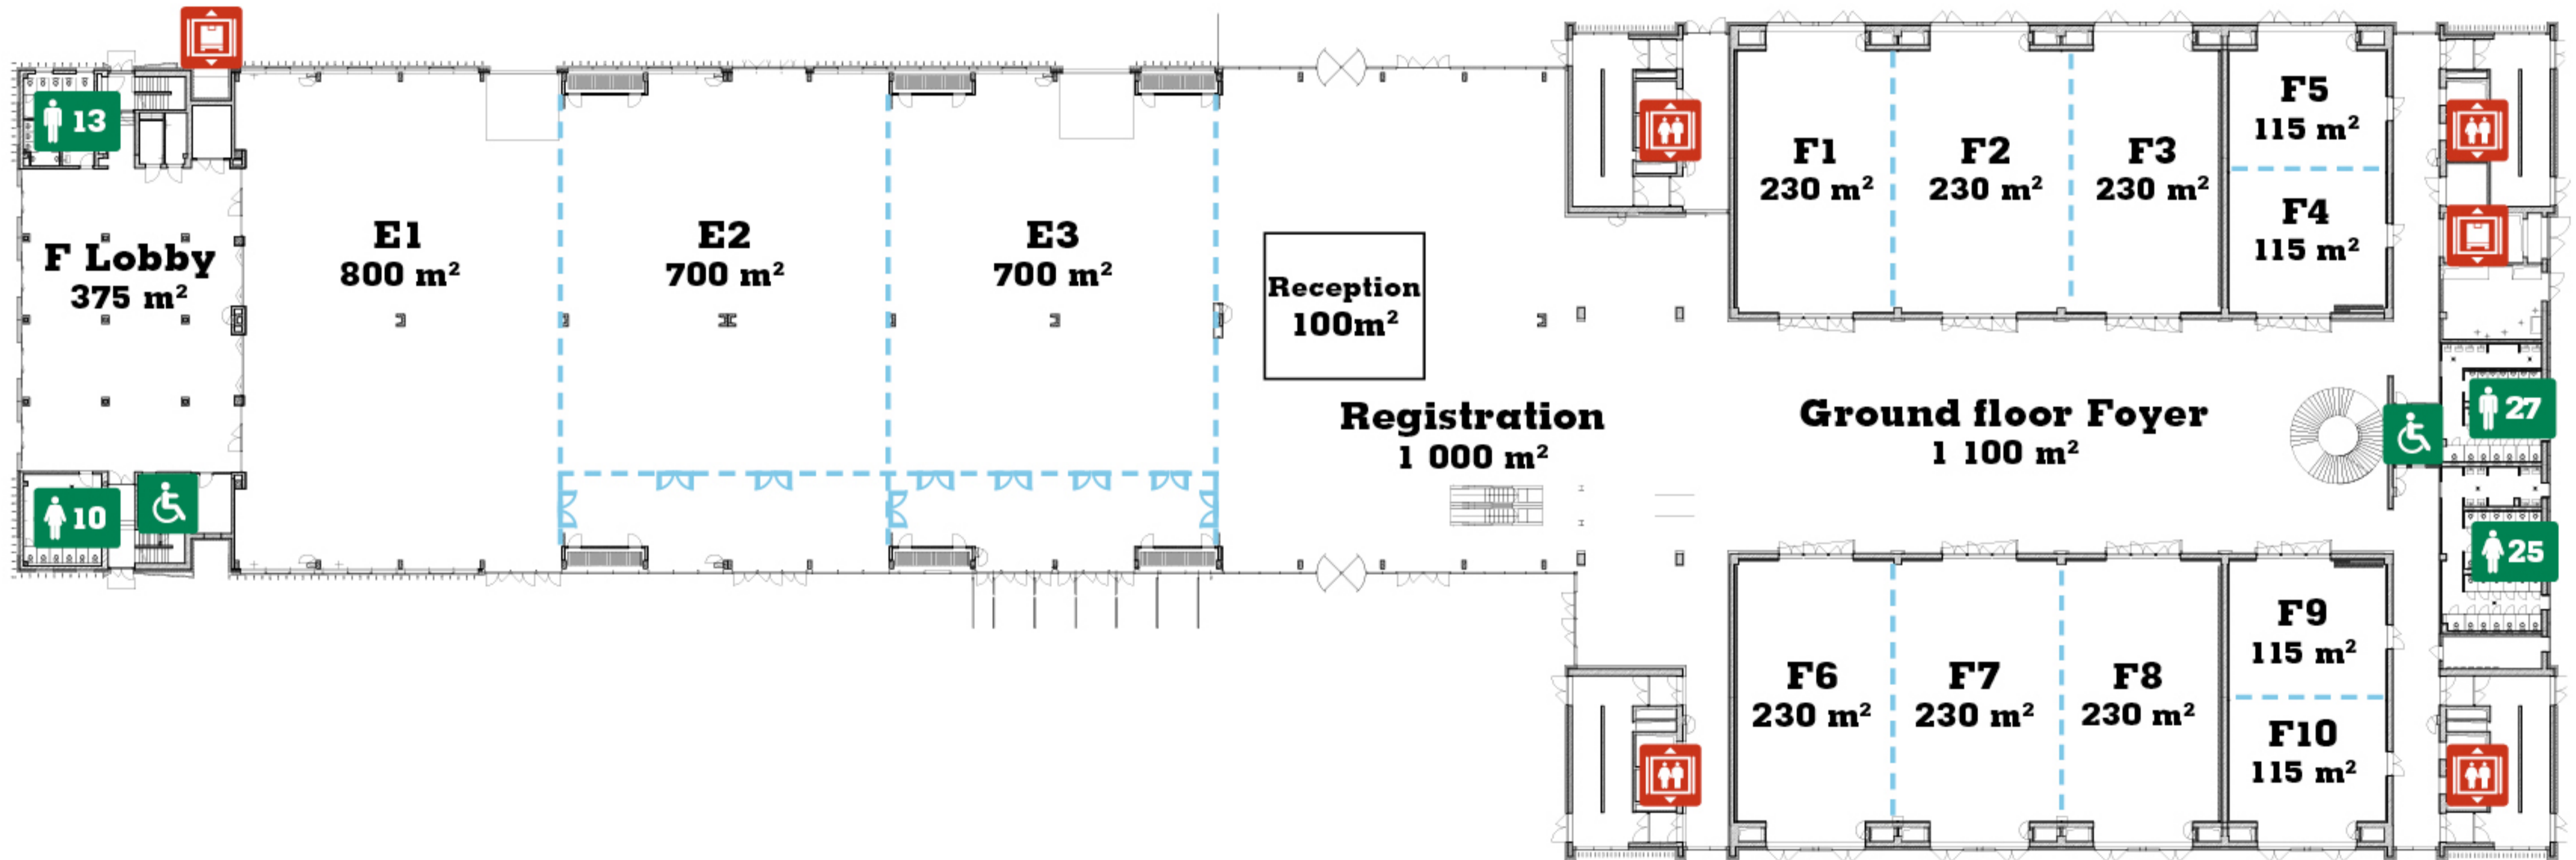 13
F Lobby
375 m²
10
E1
800 m²
E2
700 m²
E3
700 m²
Reception
100m²
Registration
1 000 m²
Ground floor Foyer
1 100 m²
F1
230 m²
F2
230 m²
F3
230 m²
F5
115 m²
F4
115 m²
27
25
F6
230 m²
F7
230 m²
F8
230 m²
F9
115 m²
F10
115 m²